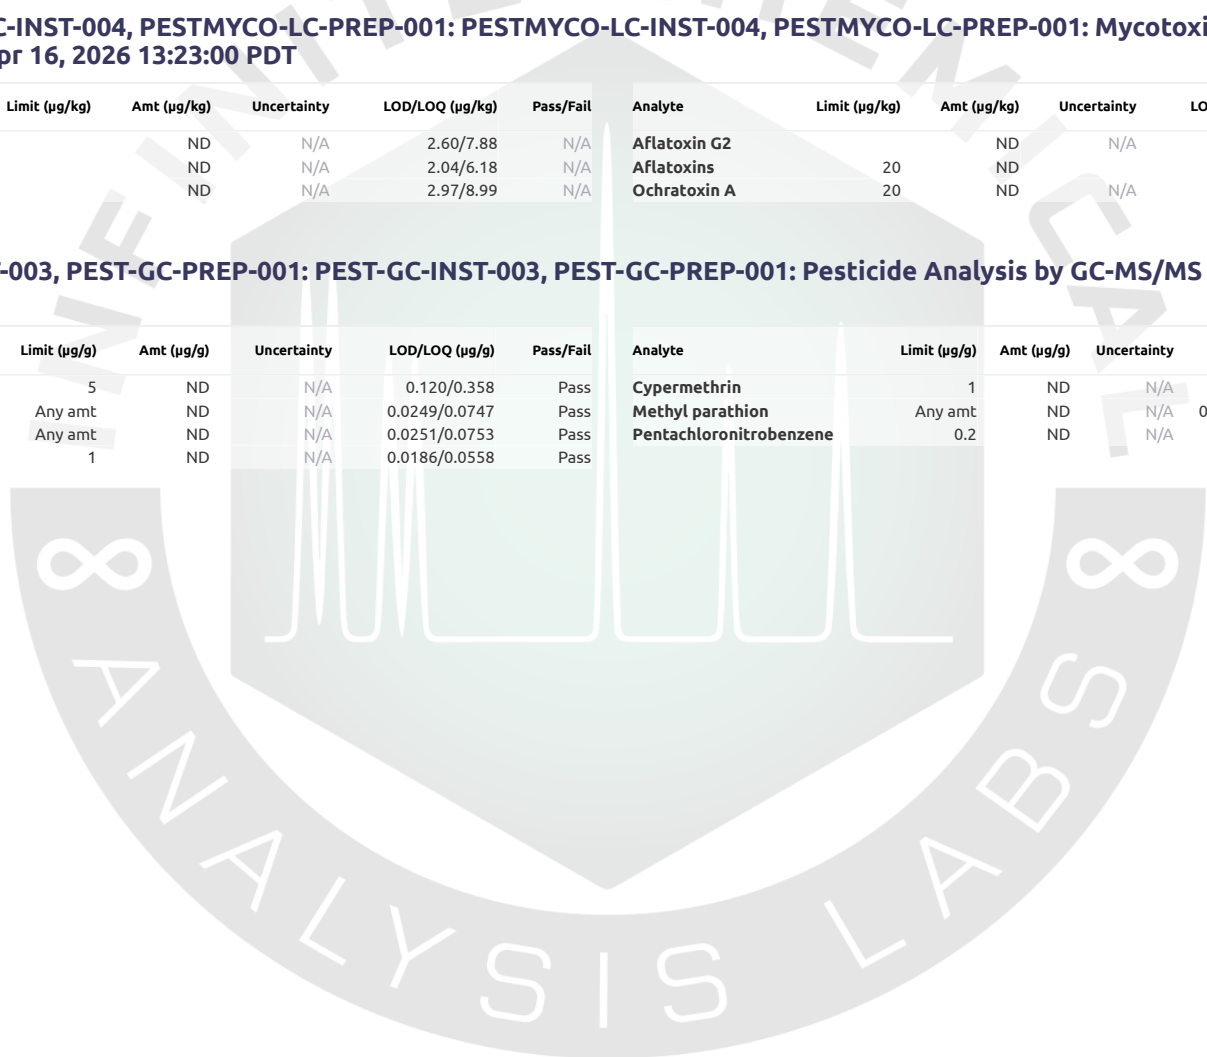 C-INST-004, PESTMYCO-LC-PREP-001: PESTMYCO-LC-INST-004, PESTMYCO-LC-PREP-001: Mycotoxi
pr 16, 2026 13:23:00 PDT
Limit (µg/kg) Amt (µg/kg) Uncertainty LOD/LOQ (µg/kg) Pass/Fail Analyte Limit (µg/kg) Amt (µg/kg) Uncertainty LO
ND N/A 2.60/7.88 N/A Aflatoxin G2 ND N/A
ND N/A 2.04/6.18 N/A Aflatoxins 20 ND
ND N/A 2.97/8.99 N/A Ochratoxin A 20 ND N/A
-003, PEST-GC-PREP-001: PEST-GC-INST-003, PEST-GC-PREP-001: Pesticide Analysis by GC-MS/MS
Limit (µg/g) Amt (µg/g) Uncertainty LOD/LOQ (µg/g) Pass/Fail Analyte Limit (µg/g) Amt (µg/g) Uncertainty
5 ND N/A 0.120/0.358 Pass Cypermethrin 1 ND N/A
Any amt ND N/A 0.0249/0.0747 Pass Methyl parathion Any amt ND N/A 0
Any amt ND N/A 0.0251/0.0753 Pass Pentachloronitrobenzene 0.2 ND N/A
1 ND N/A 0.0186/0.0558 Pass
ANALYSIS LABS